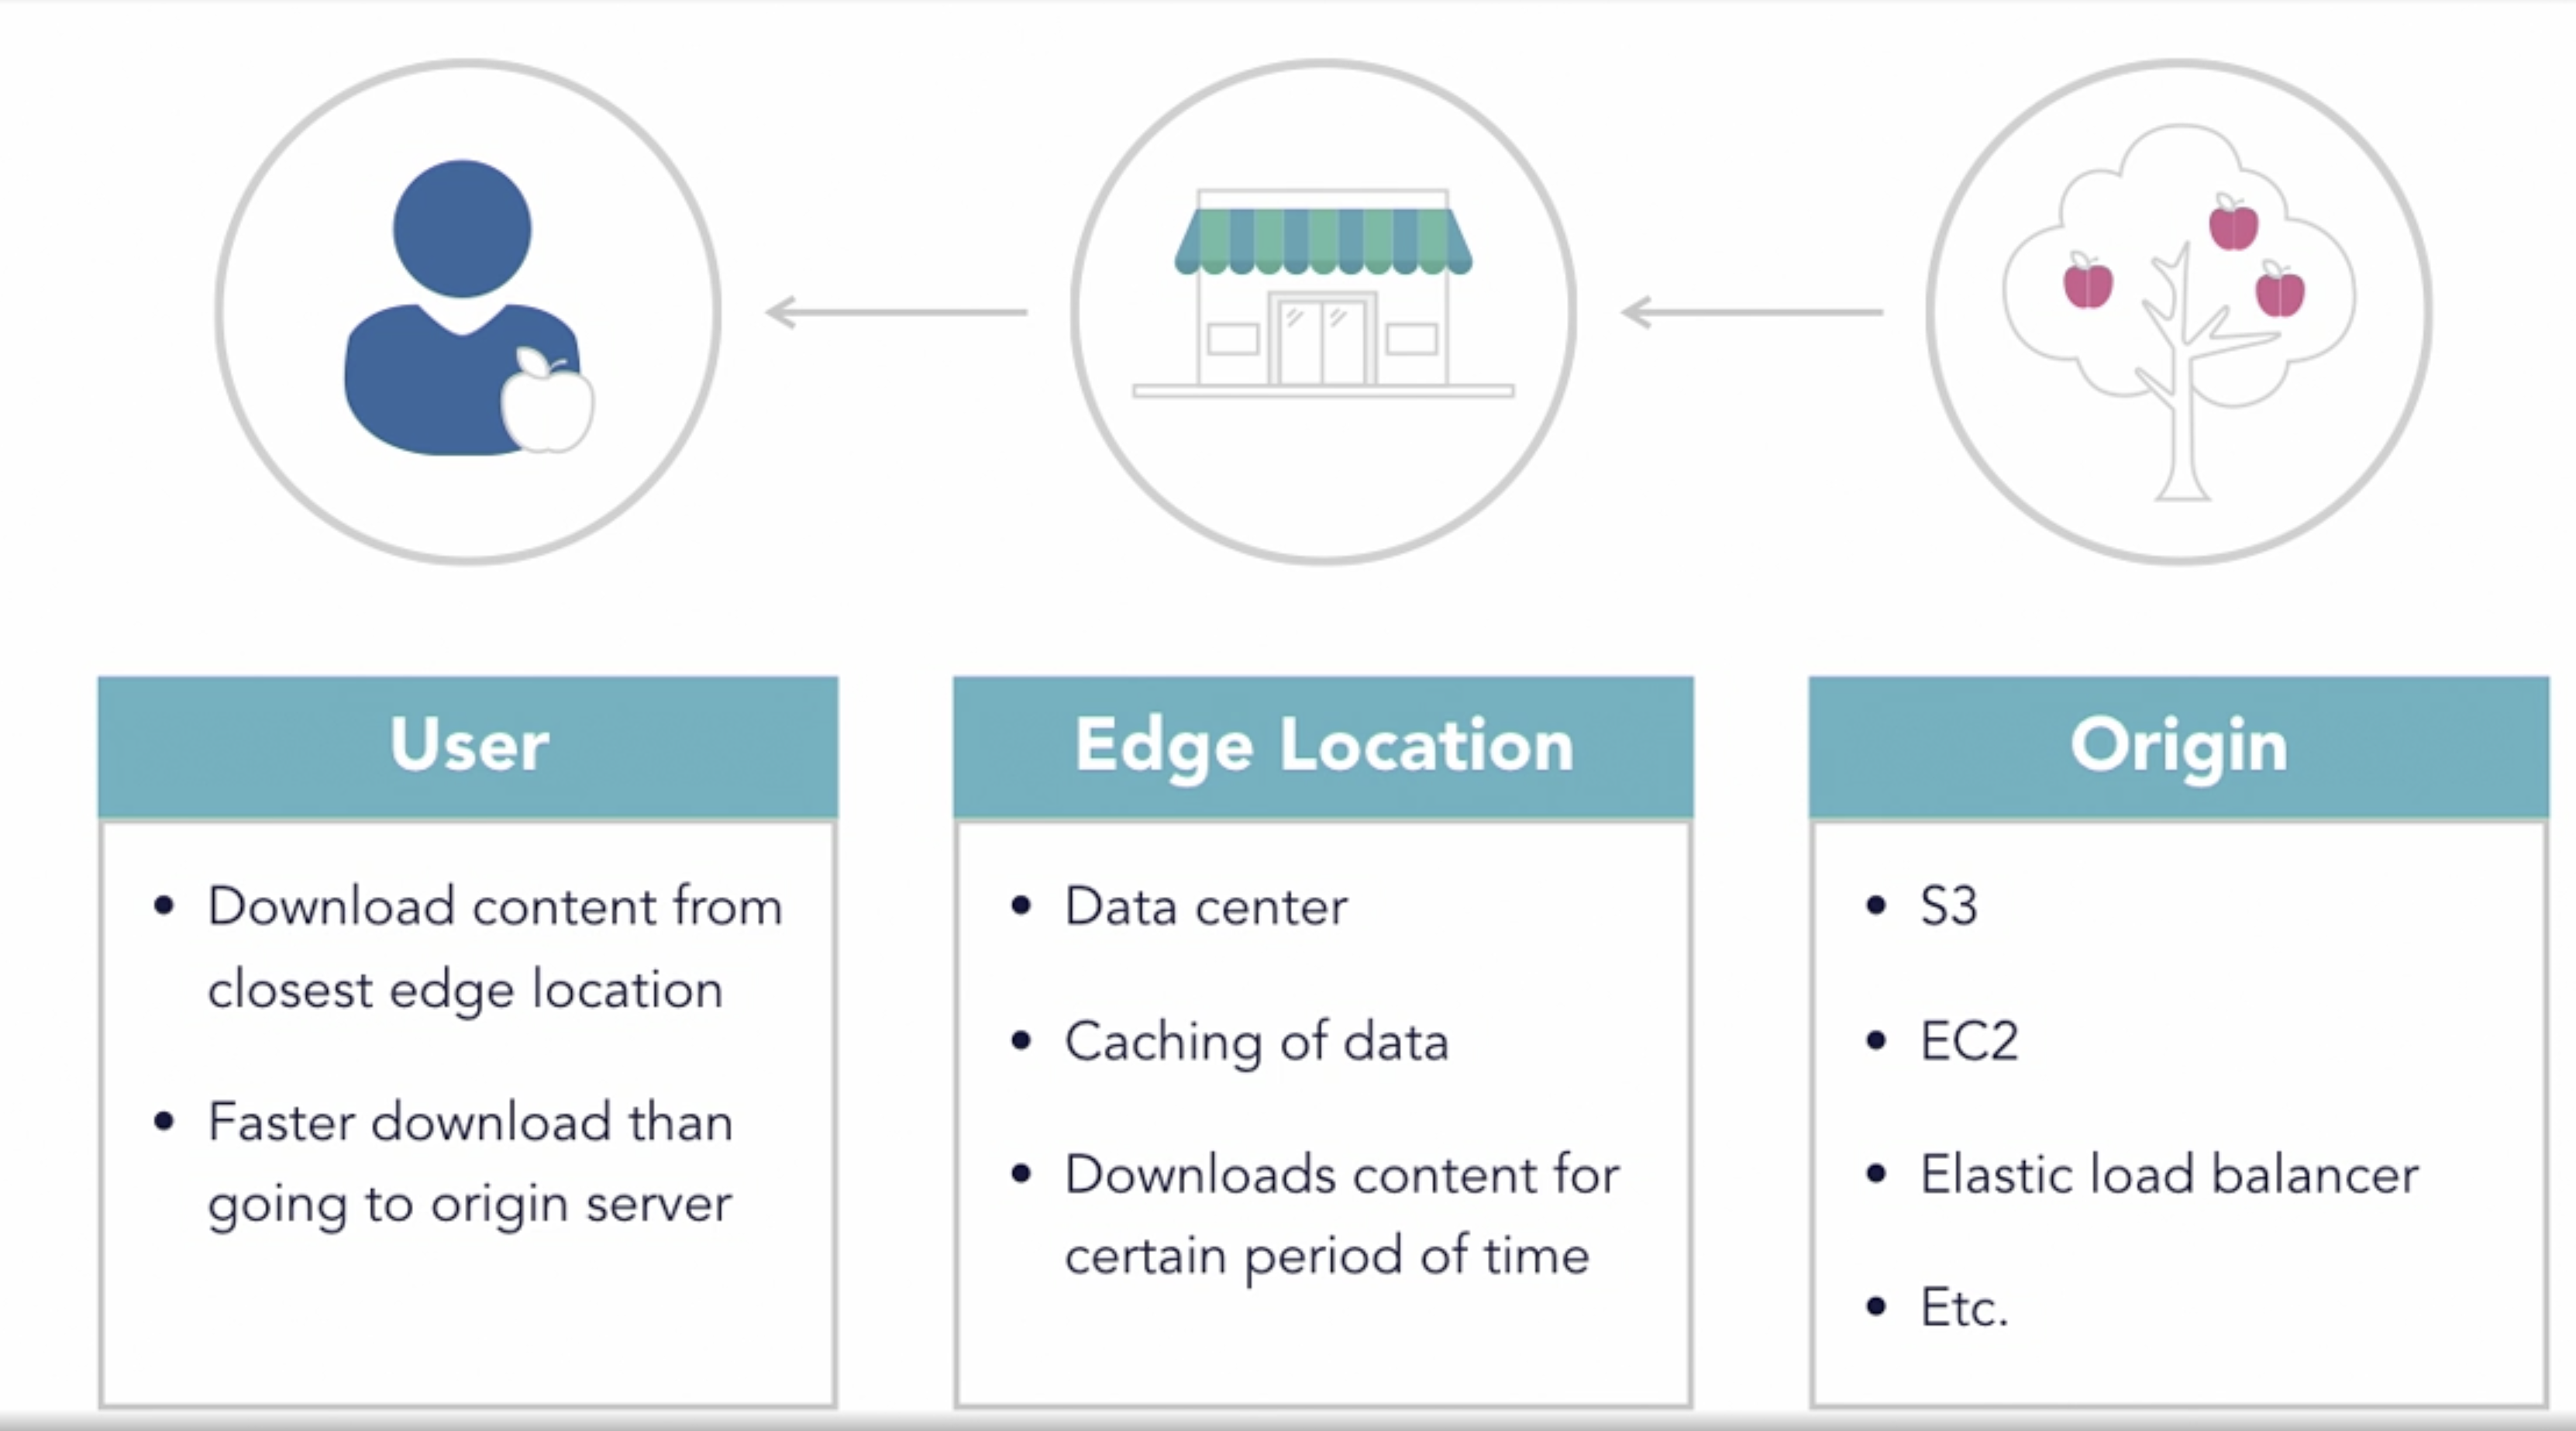 User
• Download content from
closest edge location
• Faster download than
going to origin server
Edge Location
• Data center
• Caching of data
• Downloads content for
certain period of time
Origin
• S3
• EC2
• Elastic load balancer
• Etc.